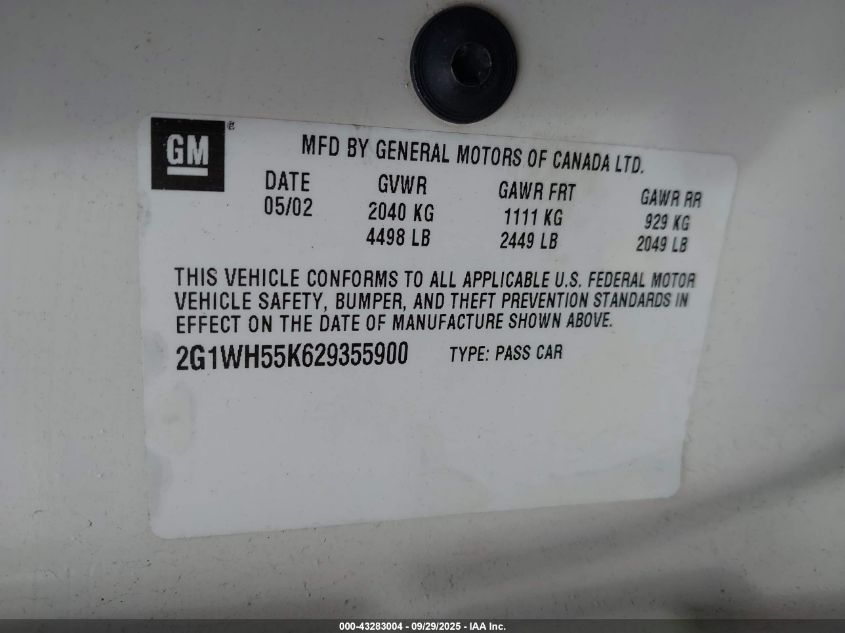 GM®
MFD BY GENERAL MOTORS OF CANADA LTD.
DATE GVWR GAWR FRT GAWR RR
05/02 2040 KG 1111 KG 929 KG
4498 LB 2449 LB 2049 LB
THIS VEHICLE CONFORMS TO ALL APPLICABLE U.S. FEDERAL MOTOR
VEHICLE SAFETY, BUMPER, AND THEFT PREVENTION STANDARDS IN
EFFECT ON THE DATE OF MANUFACTURE SHOWN ABOVE.
2G1WH55K629355900 TYPE: PASS CAR
000-43283004 - 09/29/2025 - IAA Inc.